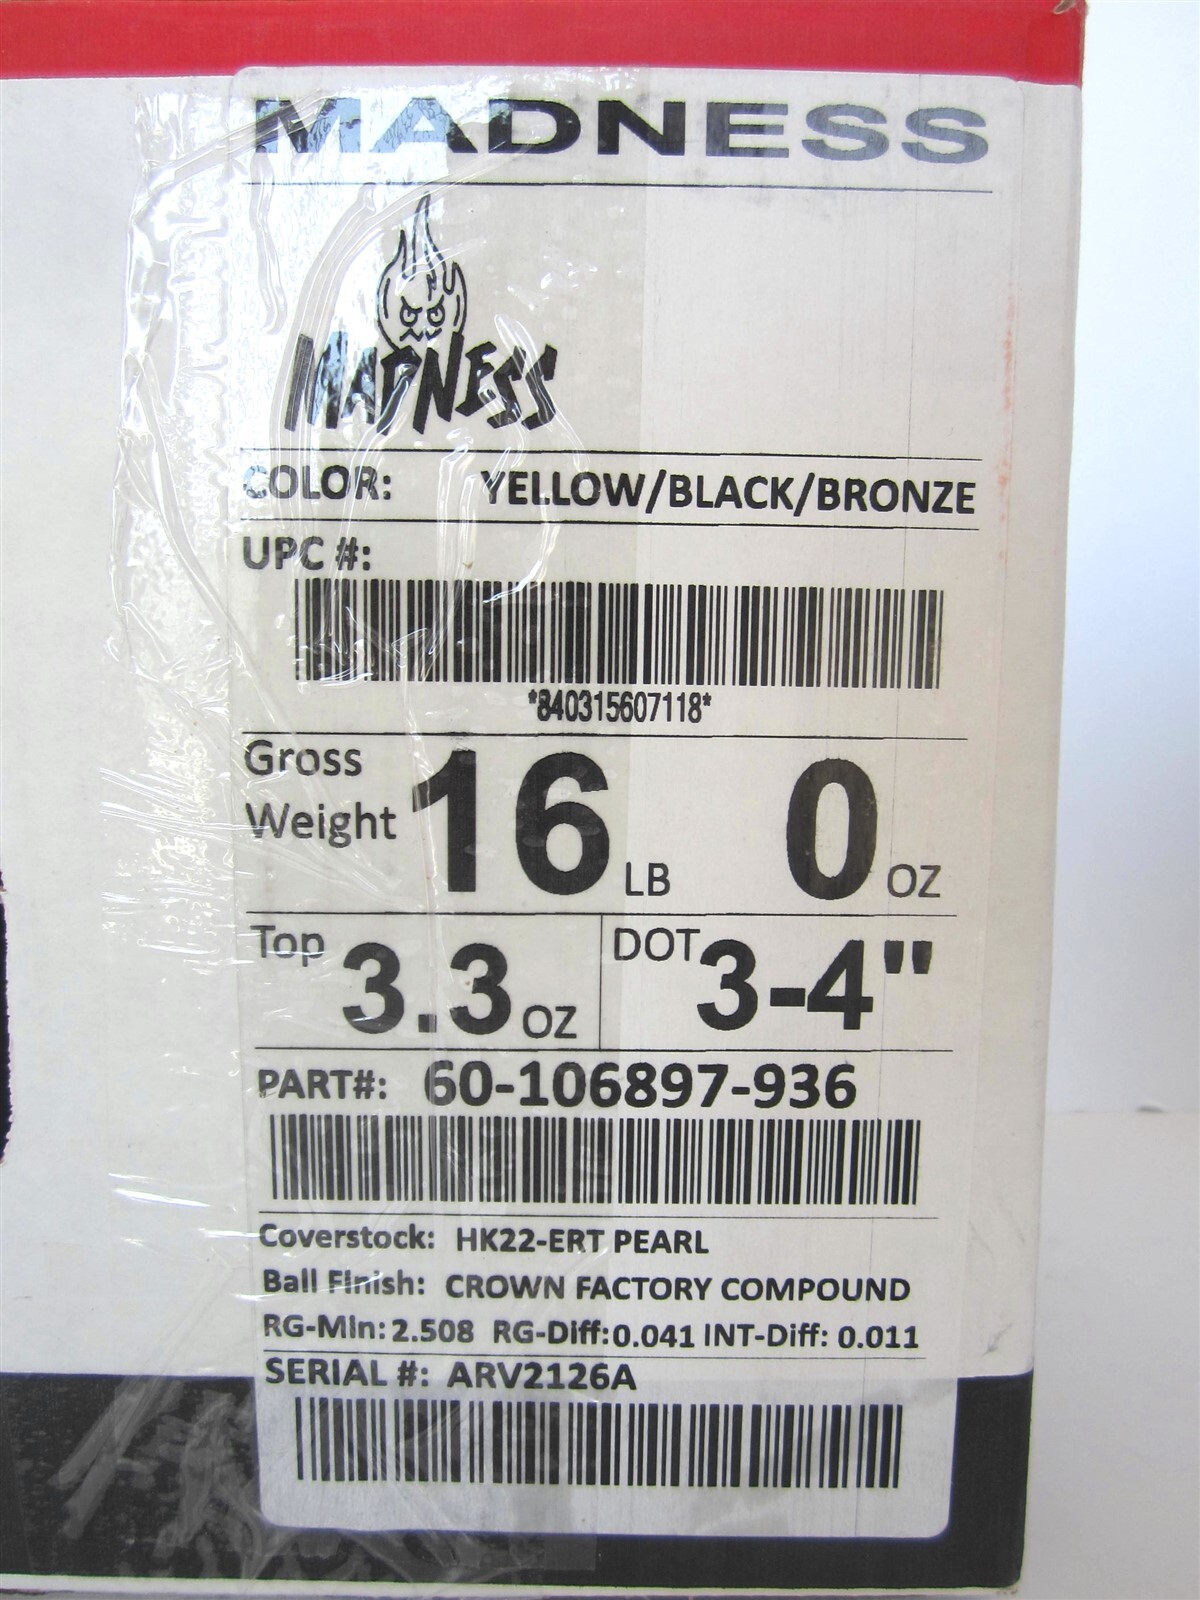 MADNESS
MADNESS
COLOR: YELLOW/BLACK/BRONZE
UPC #:
*840315607118*
Gross Weight 16 LB 0 OZ
Top 3.3 OZ DOT 3-4"
PART#: 60-106897-936
Coverstock: HK22-ERT PEARL
Ball Finish: CROWN FACTORY COMPOUND
RG-Min: 2.508 RG-Diff: 0.041 INT-Diff: 0.011
SERIAL #: ARV2126A